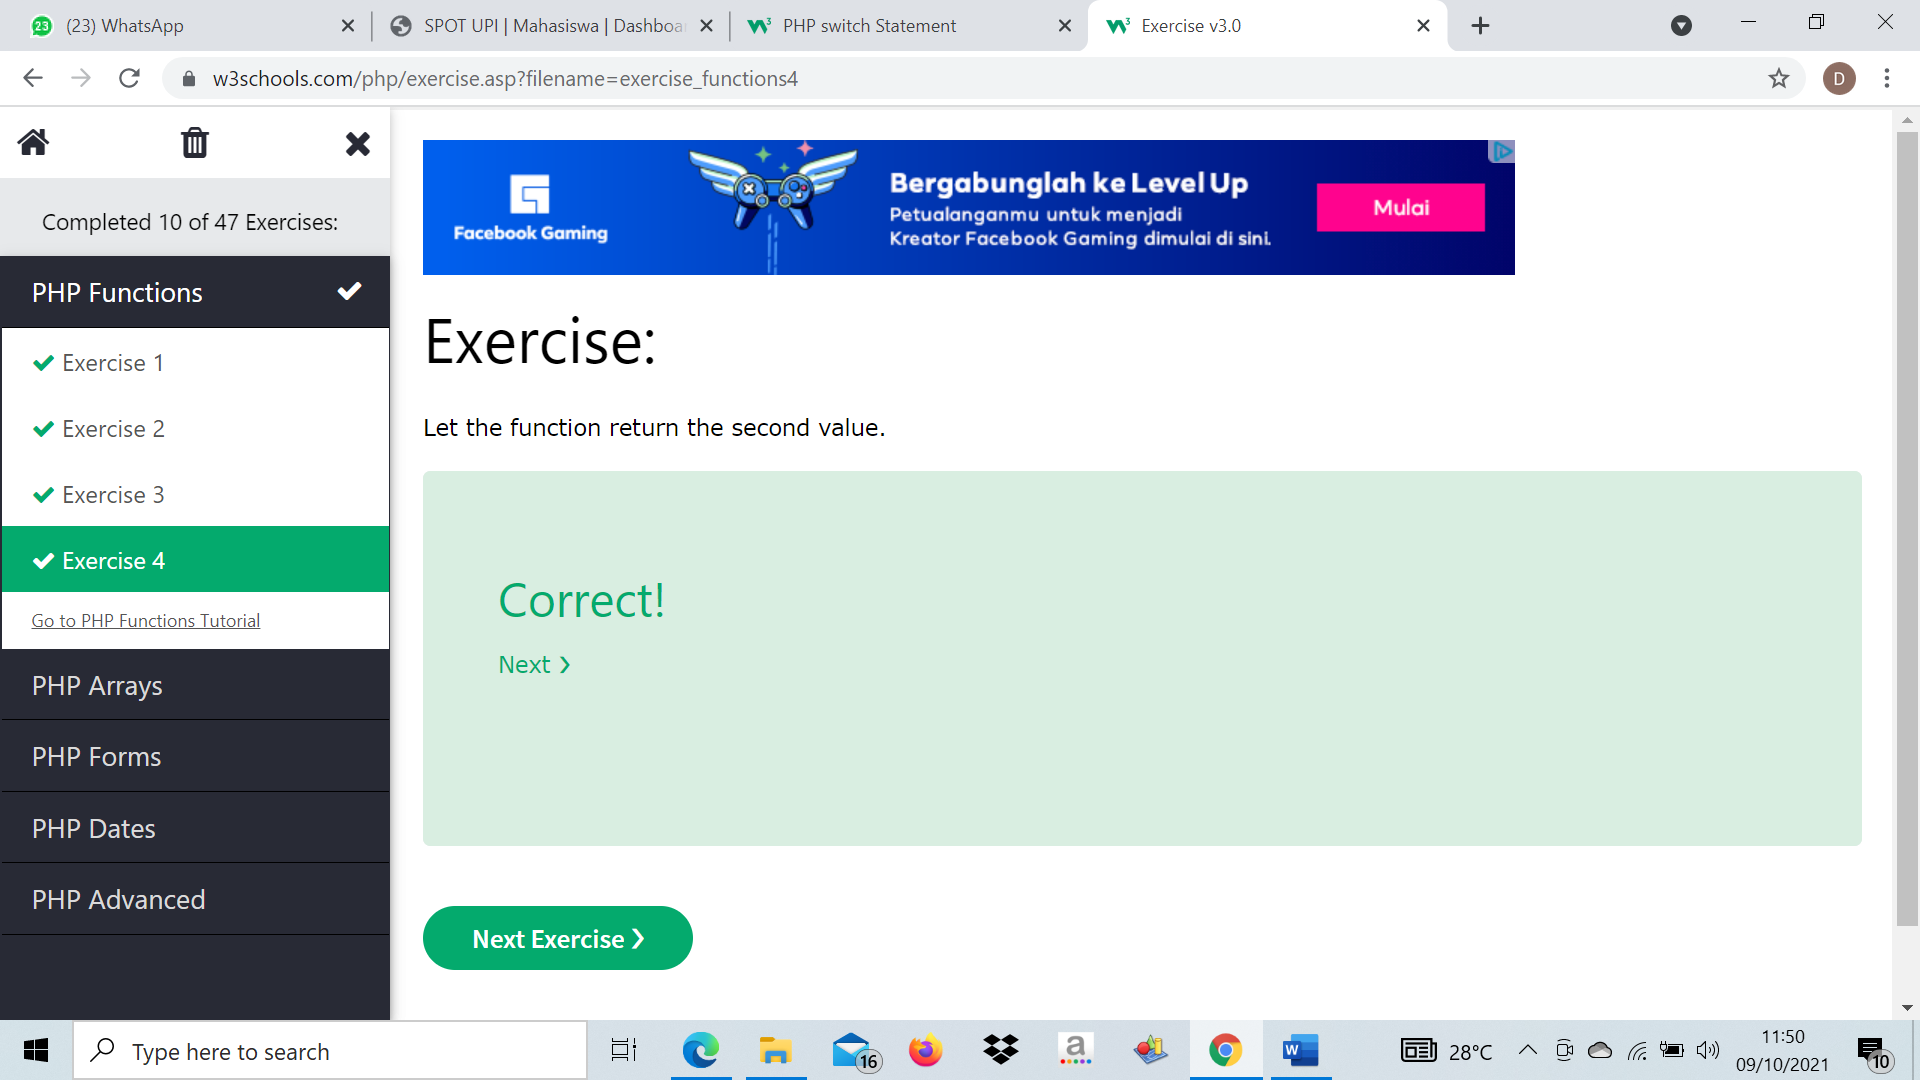 (23) WhatsApp
SPOT UPI | Mahasiswa | Dashboa
PHP switch Statement
Exercise v3.0
w3schools.com/php/exercise.asp?filename=exercise_functions4
D
Completed 10 of 47 Exercises:
PHP Functions
Exercise 1
Exercise 2
Exercise 3
Exercise 4
Go to PHP Functions Tutorial
PHP Arrays
PHP Forms
PHP Dates
PHP Advanced
Facebook Gaming
Bergabunglah ke Level Up
Petualanganmu untuk menjadi
Kreator Facebook Gaming dimulai di sini.
Mulai
Exercise:
Let the function return the second value.
Correct!
Next ❯
Next Exercise ❯
Type here to search
16
28°C
11:50
09/10/2021
10